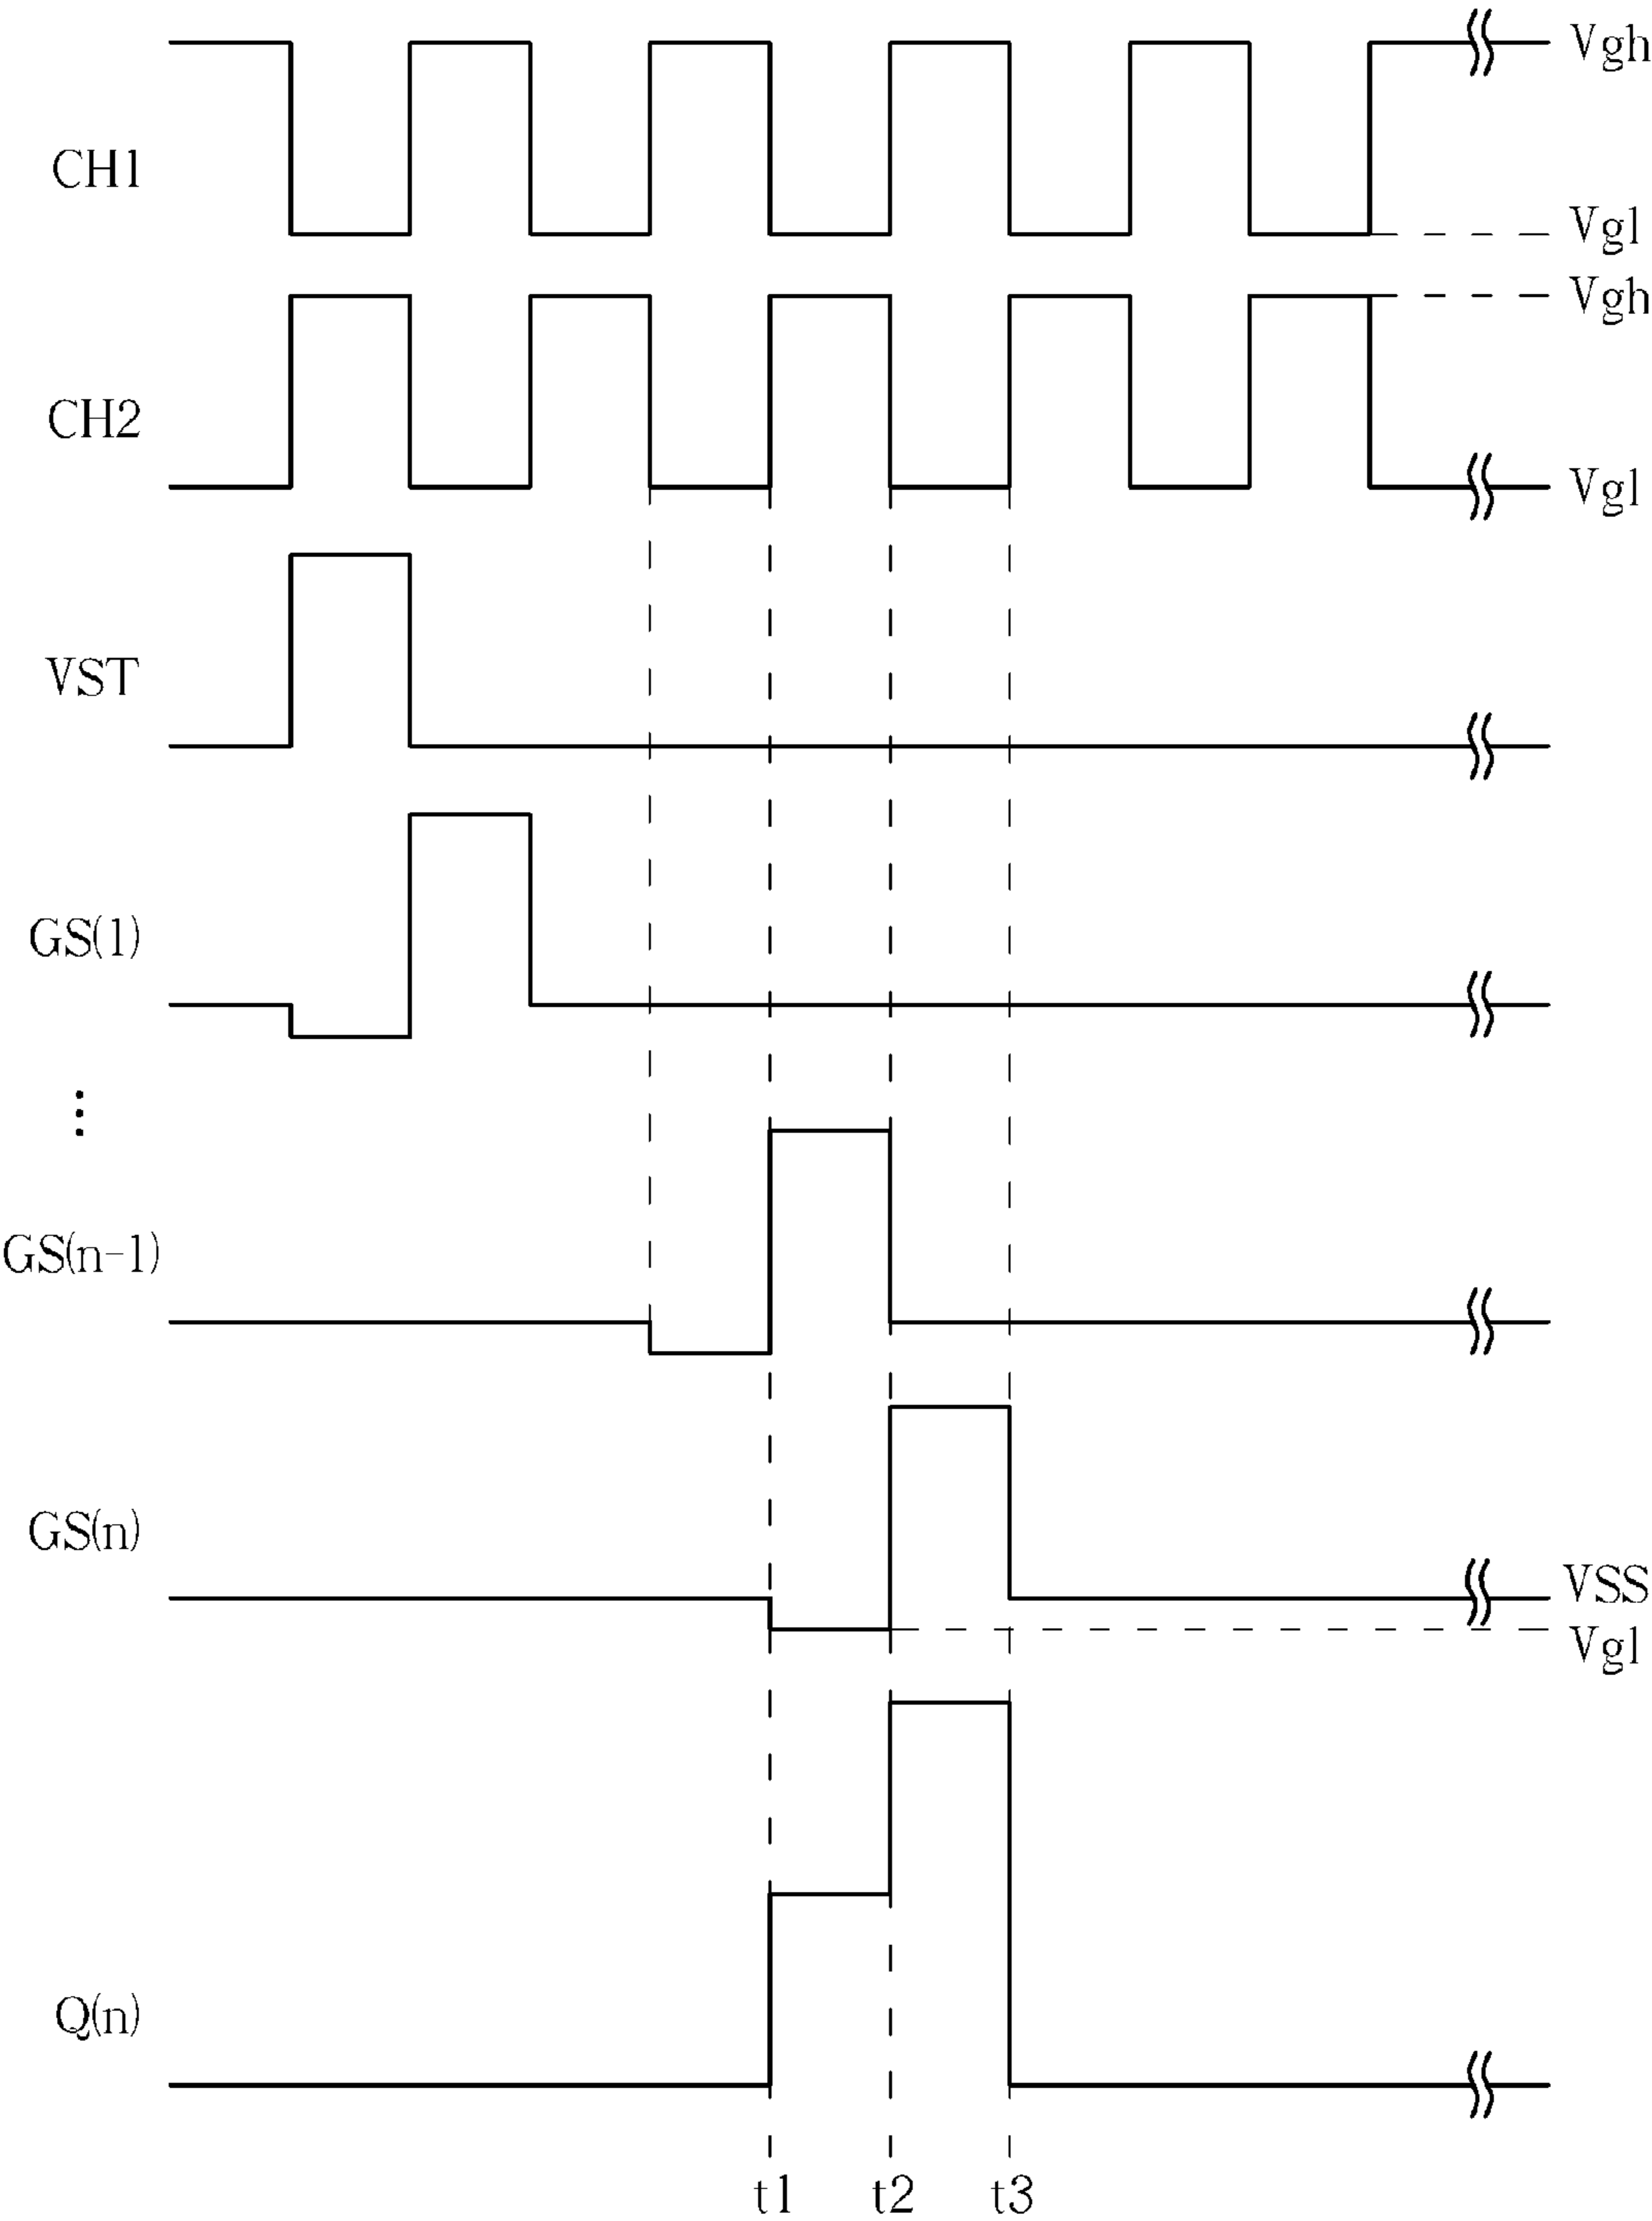 Vgh
CH1
Vgl
Vgh
CH2
Vgl
VST
GS(1)
⋮
GS(n-1)
GS(n)
VSS
Vgl
Q(n)
t1 t2 t3